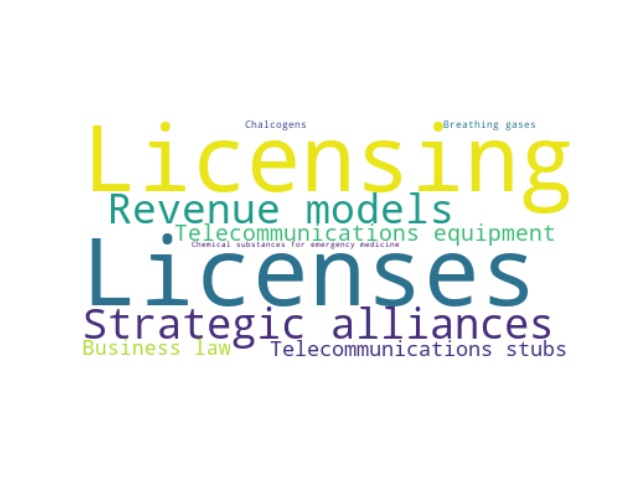 Chalcogens Breathing gases
Licensing
Revenue models
Telecommunications equipment
Chemical substances for emergency medicine
Licenses
Strategic alliances
Business law Telecommunications stubs